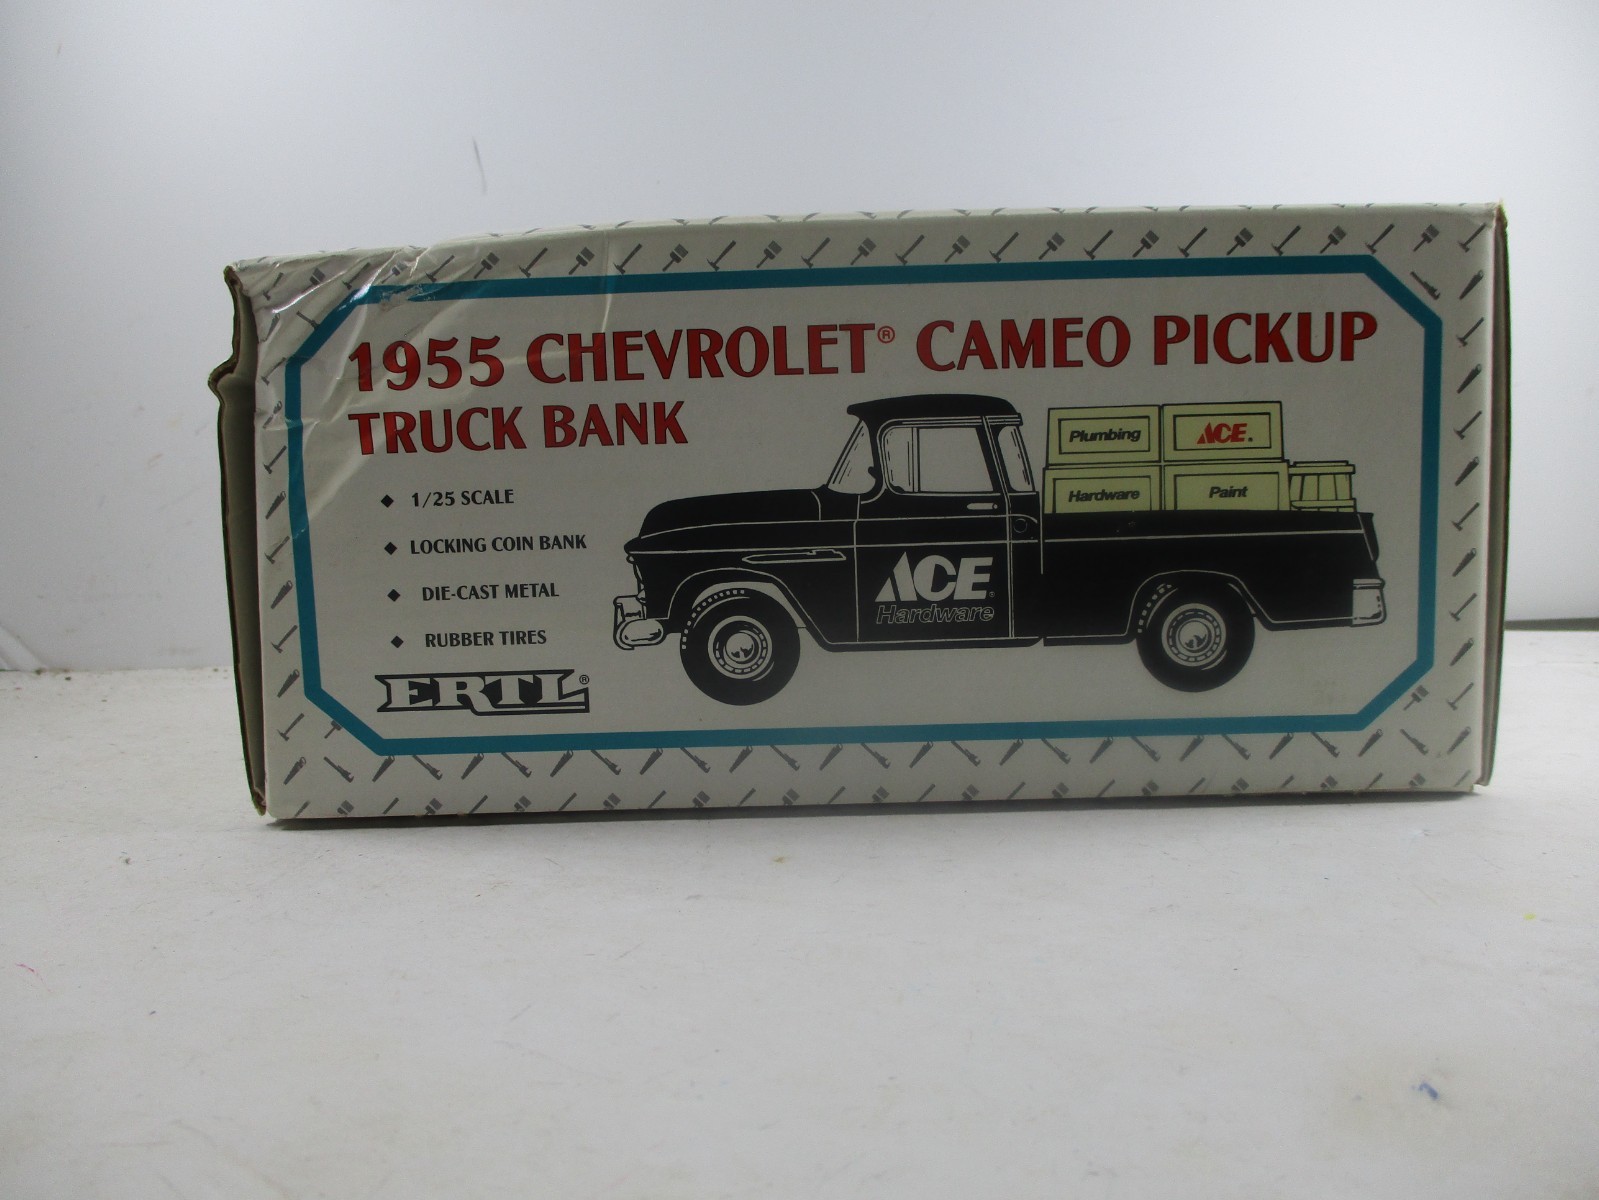 1955 CHEVROLET® CAMEO PICKUP
TRUCK BANK
◆ 1/25 SCALE
◆ LOCKING COIN BANK
◆ DIE-CAST METAL
◆ RUBBER TIRES
ERTL®
Plumbing
ACE.
Hardware
Paint
ACE®
Hardware